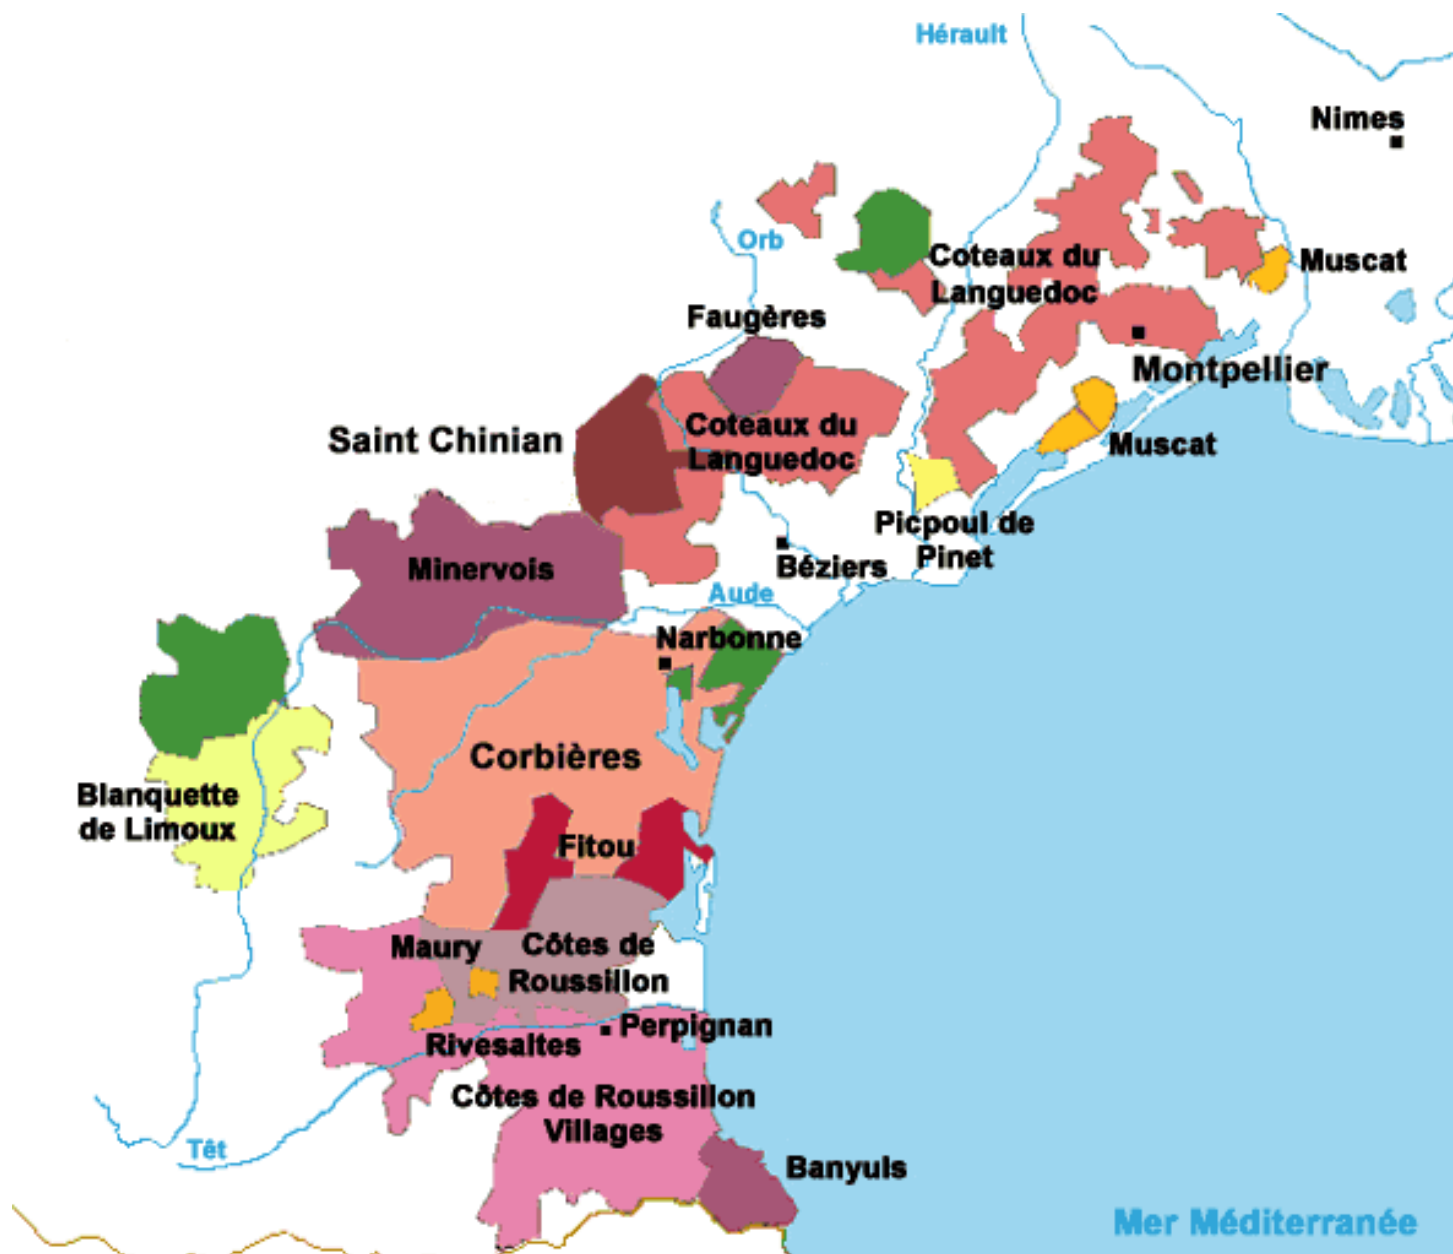 Hérault
Nimes
Orb
Coteaux du
Languedoc
Muscat
Faugères
Montpellier
Saint Chinian
Coteaux du
Languedoc
Muscat
Picpoul de
Pinet
Minervois
Béziers
Aude
Narbonne
Corbières
Blanquette
de Limoux
Fitou
Maury
Côtes de
Roussillon
Perpignan
Rivesaltes
Côtes de Roussillon
Villages
Têt
Banyuls
Mer Méditerranée